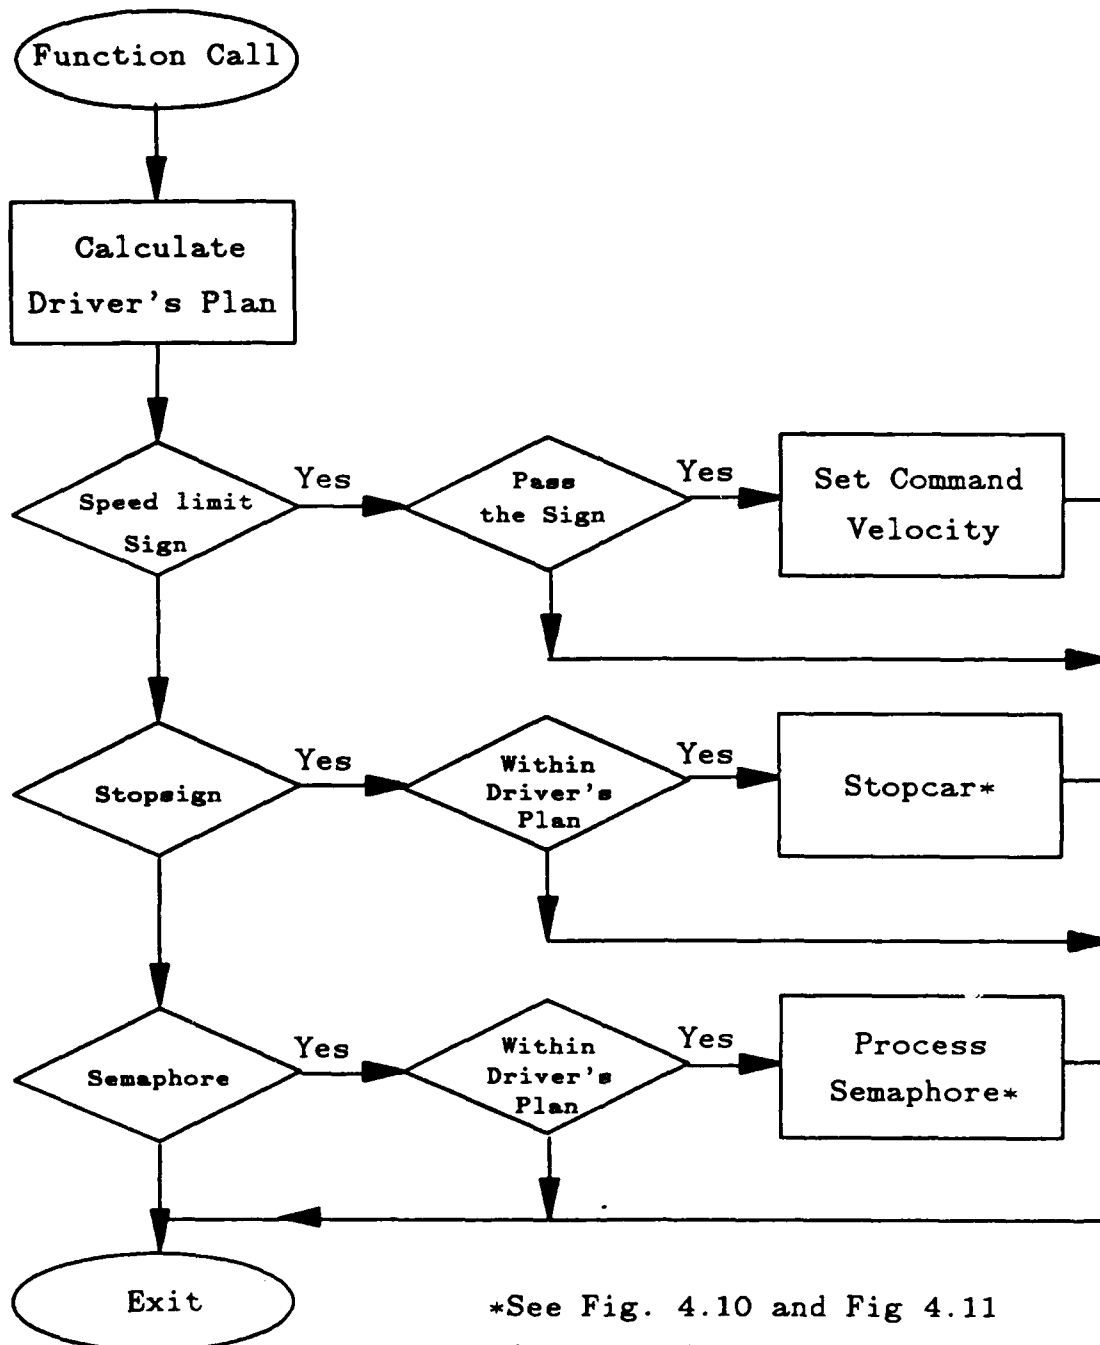 Function Call
Calculate
Driver's Plan
Speed limit
Sign
Yes
Pass
the Sign
Yes
Set Command
Velocity
Stopsign
Yes
Within
Driver's
Plan
Yes
Stopcar*
Semaphore
Yes
Within
Driver's
Plan
Yes
Process
Semaphore*
Exit
*See Fig. 4.10 and Fig 4.11